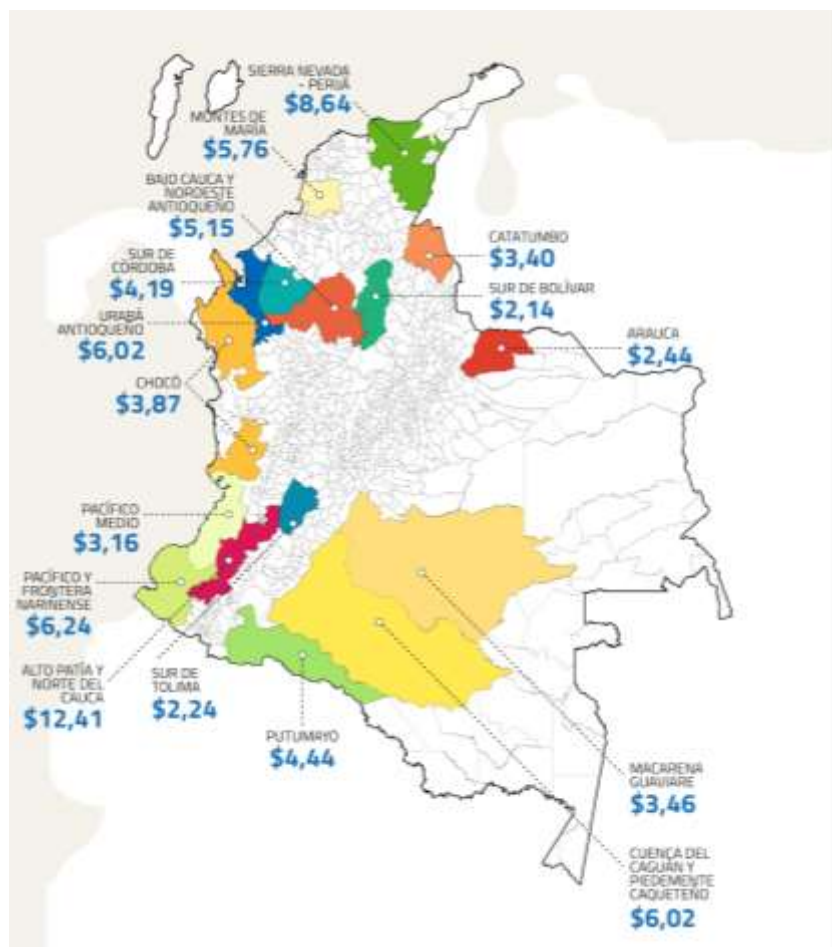 SIERRA NEVADA
- PERIJÁ
$8,64
MONTES DE
MARÍA
$5,76
BAJO CAUCA Y
NORDESTE
ANTIOQUEÑO
$5,15
SUR DE
CÓRDOBA
$4,19
URABÁ
ANTIOQUEÑO
$6,02
CHOCÓ
$3,87
CATATUMBO
$3,40
SUR DE BOLÍVAR
$2,14
ARAUCA
$2,44
PACÍFICO
MEDIO
$3,16
PACÍFICO Y
FRONTERA
NARINENSE
$6,24
ALTO PATÍA Y
NORTE DEL
CAUCA
$12,41
SUR DE
TOLIMA
$2,24
PUTUMAYO
$4,44
MACARENA
GUAVIARE
$3,46
CUENCA DEL
CAGUÁN Y
PIEDEMENTE
CAQUETEÑO
$6,02